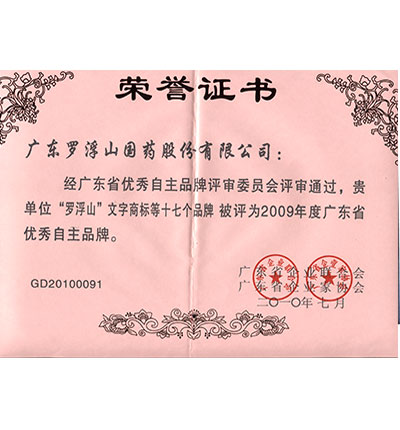 荣誉证书
广东罗浮山国药股份有限公司：
经广东省优秀自主品牌评审委员会评审通过，贵
单位“罗浮山”文字商标等十七个品牌 被评为2009年度广东省
优秀自主品牌。
广东省企业联合会
GD20100091
广东省企业家协会
二〇一〇年七月